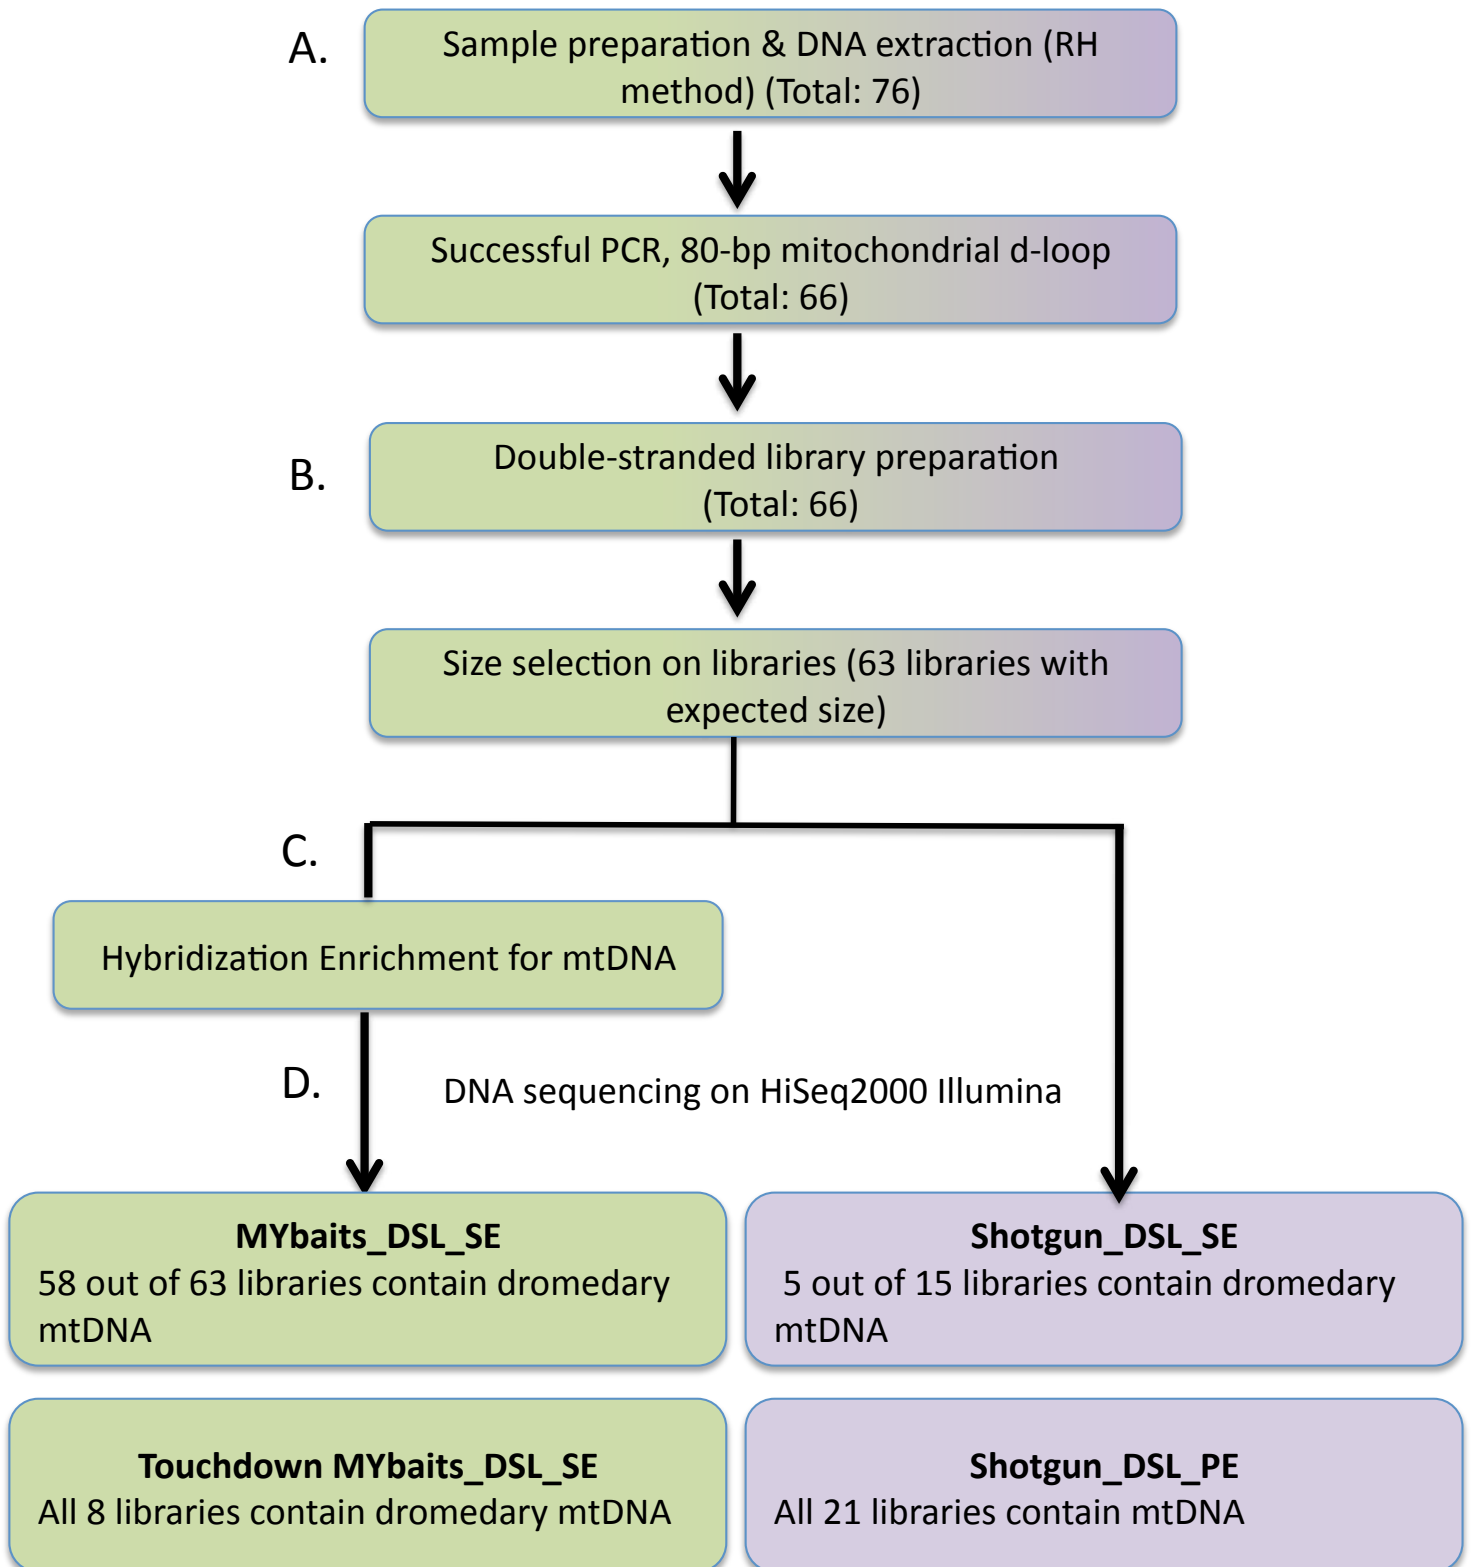 A.
Sample preparation & DNA extraction (RH
method) (Total: 76)
Successful PCR, 80-bp mitochondrial d-loop
(Total: 66)
B.
Double-stranded library preparation
(Total: 66)
Size selection on libraries (63 libraries with
expected size)
C.
Hybridization Enrichment for mtDNA
D.
DNA sequencing on HiSeq2000 Illumina
MYbaits_DSL_SE
58 out of 63 libraries contain dromedary
mtDNA
Shotgun_DSL_SE
5 out of 15 libraries contain dromedary
mtDNA
Touchdown MYbaits_DSL_SE
All 8 libraries contain dromedary mtDNA
Shotgun_DSL_PE
All 21 libraries contain mtDNA